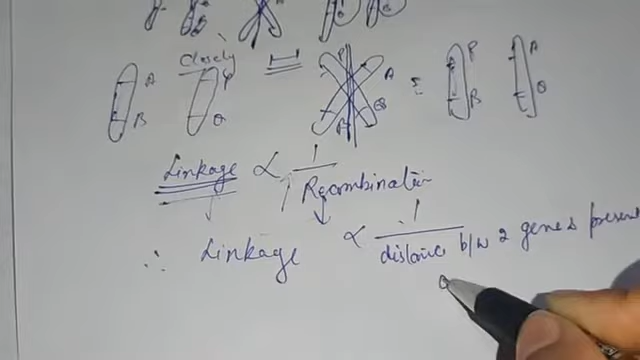 Closely
A P P A P A
B Q Q B Q
Linkage ∝ 1 / Recombination
∴ Linkage ∝ 1 / distance b/w 2 genes present